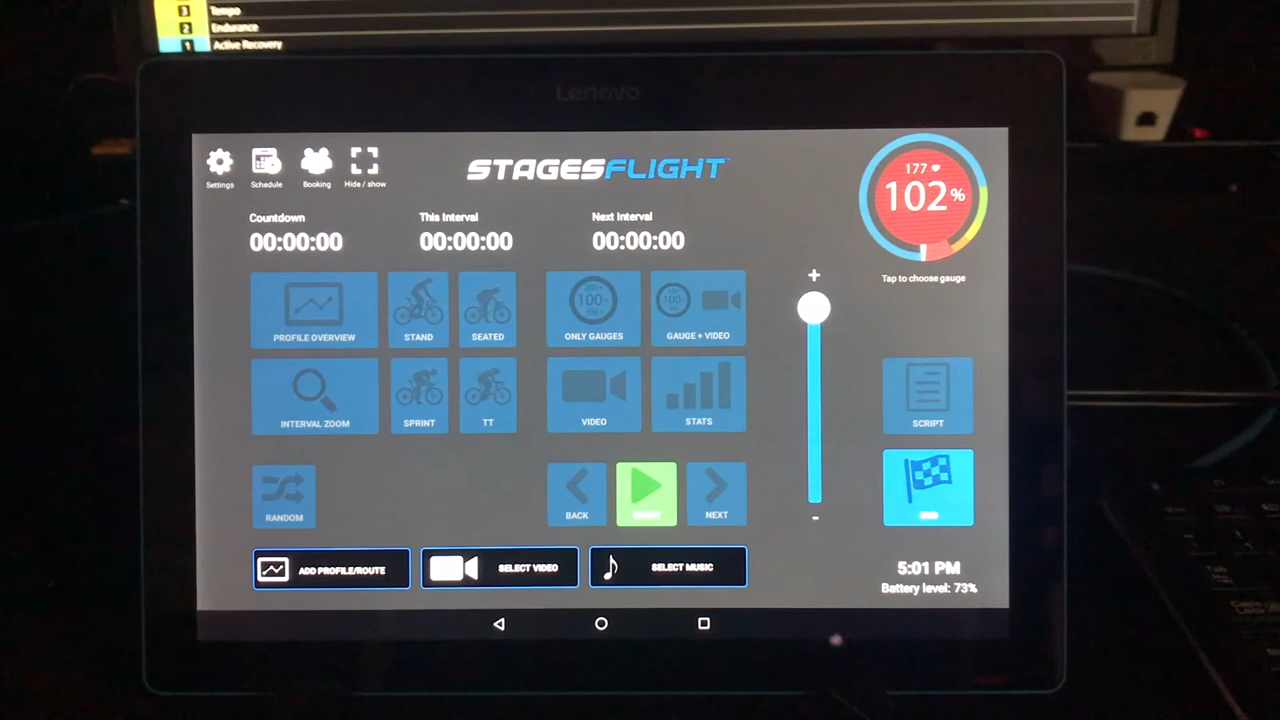 3 Tempo
2 Endurance
1 Active Recovery
Lenovo
Settings
Schedule
Booking
Hide / show
STAGESFLIGHT
177
102%
Tap to choose gauge
Countdown
This Interval
Next Interval
00:00:00
00:00:00
00:00:00
PROFILE OVERVIEW
STAND
SEATED
100
ONLY GAUGES
100
GAUGE + VIDEO
+
INTERVAL ZOOM
SPRINT
TT
VIDEO
STATS
SCRIPT
RANDOM
BACK
NEXT
-
ADD PROFILE/ROUTE
SELECT VIDEO
SELECT MUSIC
5:01 PM
Battery level: 73%